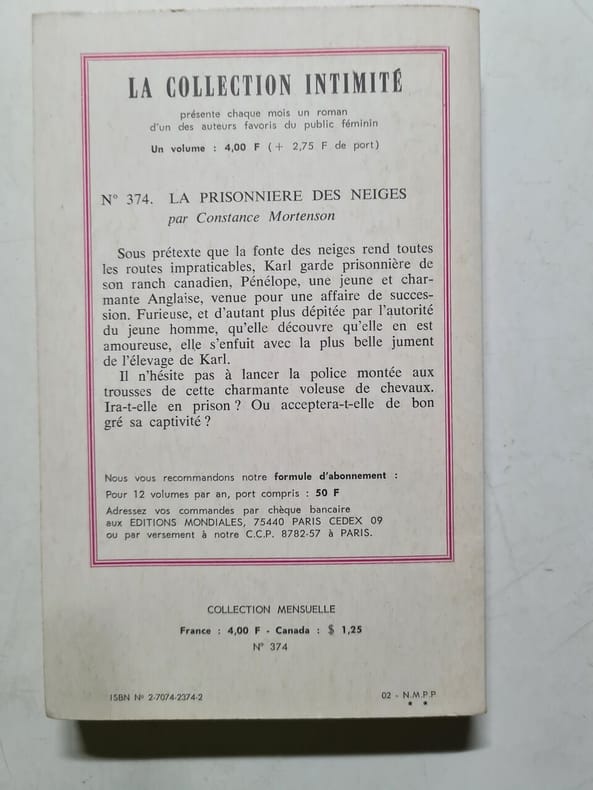 LA COLLECTION INTIMITÉ
présente chaque mois un roman
d'un des auteurs favoris du public féminin
Un volume : 4,00 F (+ 2,75 F de port)
N° 374. LA PRISONNIERE DES NEIGES
par Constance Mortenson
Sous prétexte que la fonte des neiges rend toutes
les routes impraticables, Karl garde prisonnière de
son ranch canadien, Pénélope, une jeune et char-
mante Anglaise, venue pour une affaire de succes-
sion. Furieuse, et d'autant plus dépitée par l'autorité
du jeune homme, qu'elle découvre qu'elle en est
amoureuse, elle s'enfuit avec la plus belle jument
de l'élevage de Karl.
Il n'hésite pas à lancer la police montée aux
trousses de cette charmante voleuse de chevaux.
Ira-t-elle en prison ? Ou acceptera-t-elle de bon
gré sa captivité ?
Nous vous recommandons notre formule d'abonnement :
Pour 12 volumes par an, port compris : 50 F
Adressez vos commandes par chèque bancaire
aux EDITIONS MONDIALES, 75440 PARIS CEDEX 09
ou par versement à notre C.C.P. 8782-57 à PARIS.
COLLECTION MENSUELLE
France : 4,00 F - Canada : $ 1,25
N° 374
ISBN N° 2-7074-2374-2
02 - N.M.P.P